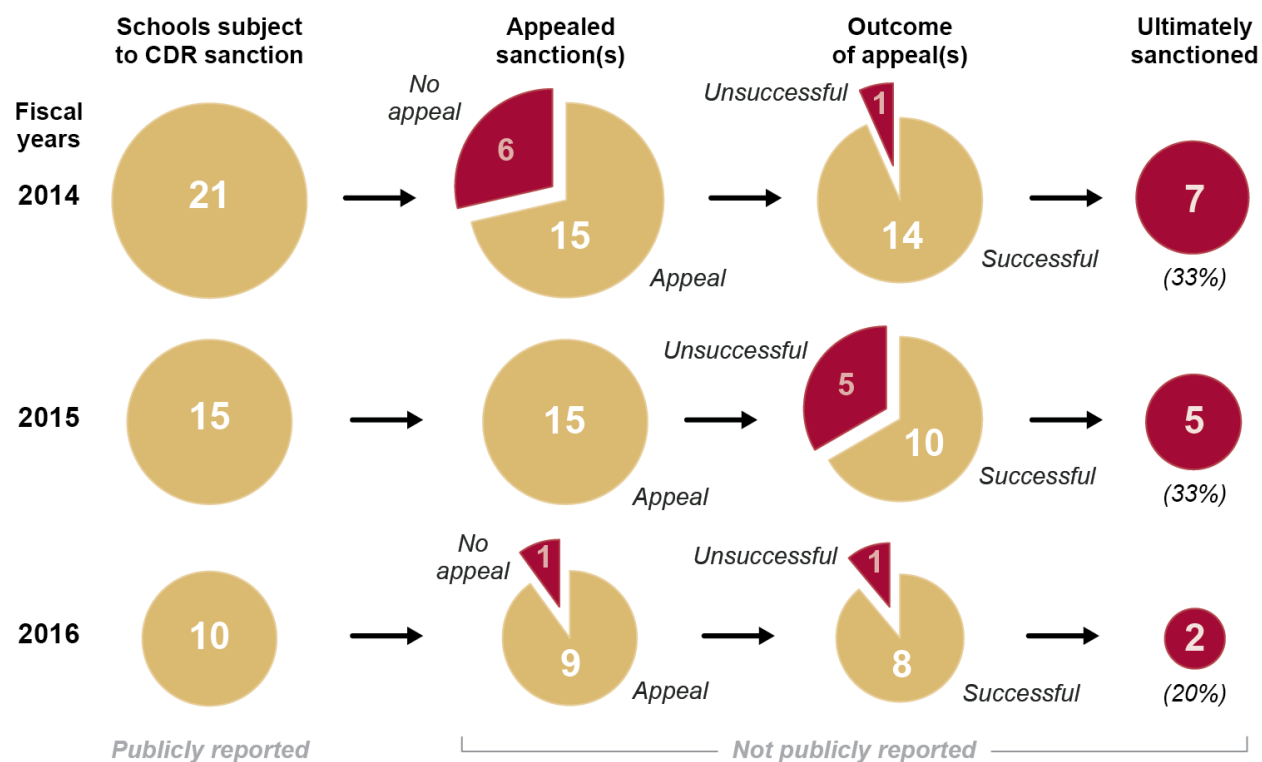 Schools subject
to CDR sanction
Appealed
sanction(s)
Outcome
of appeal(s)
Ultimately
sanctioned
Fiscal
years
2014
21
No
appeal
6
15
Appeal
Unsuccessful
1
14
Successful
7
(33%)
2015
15
15
Appeal
Unsuccessful
5
10
Successful
5
(33%)
2016
10
No
appeal
1
9
Appeal
Unsuccessful
1
8
Successful
2
(20%)
Publicly reported
Not publicly reported